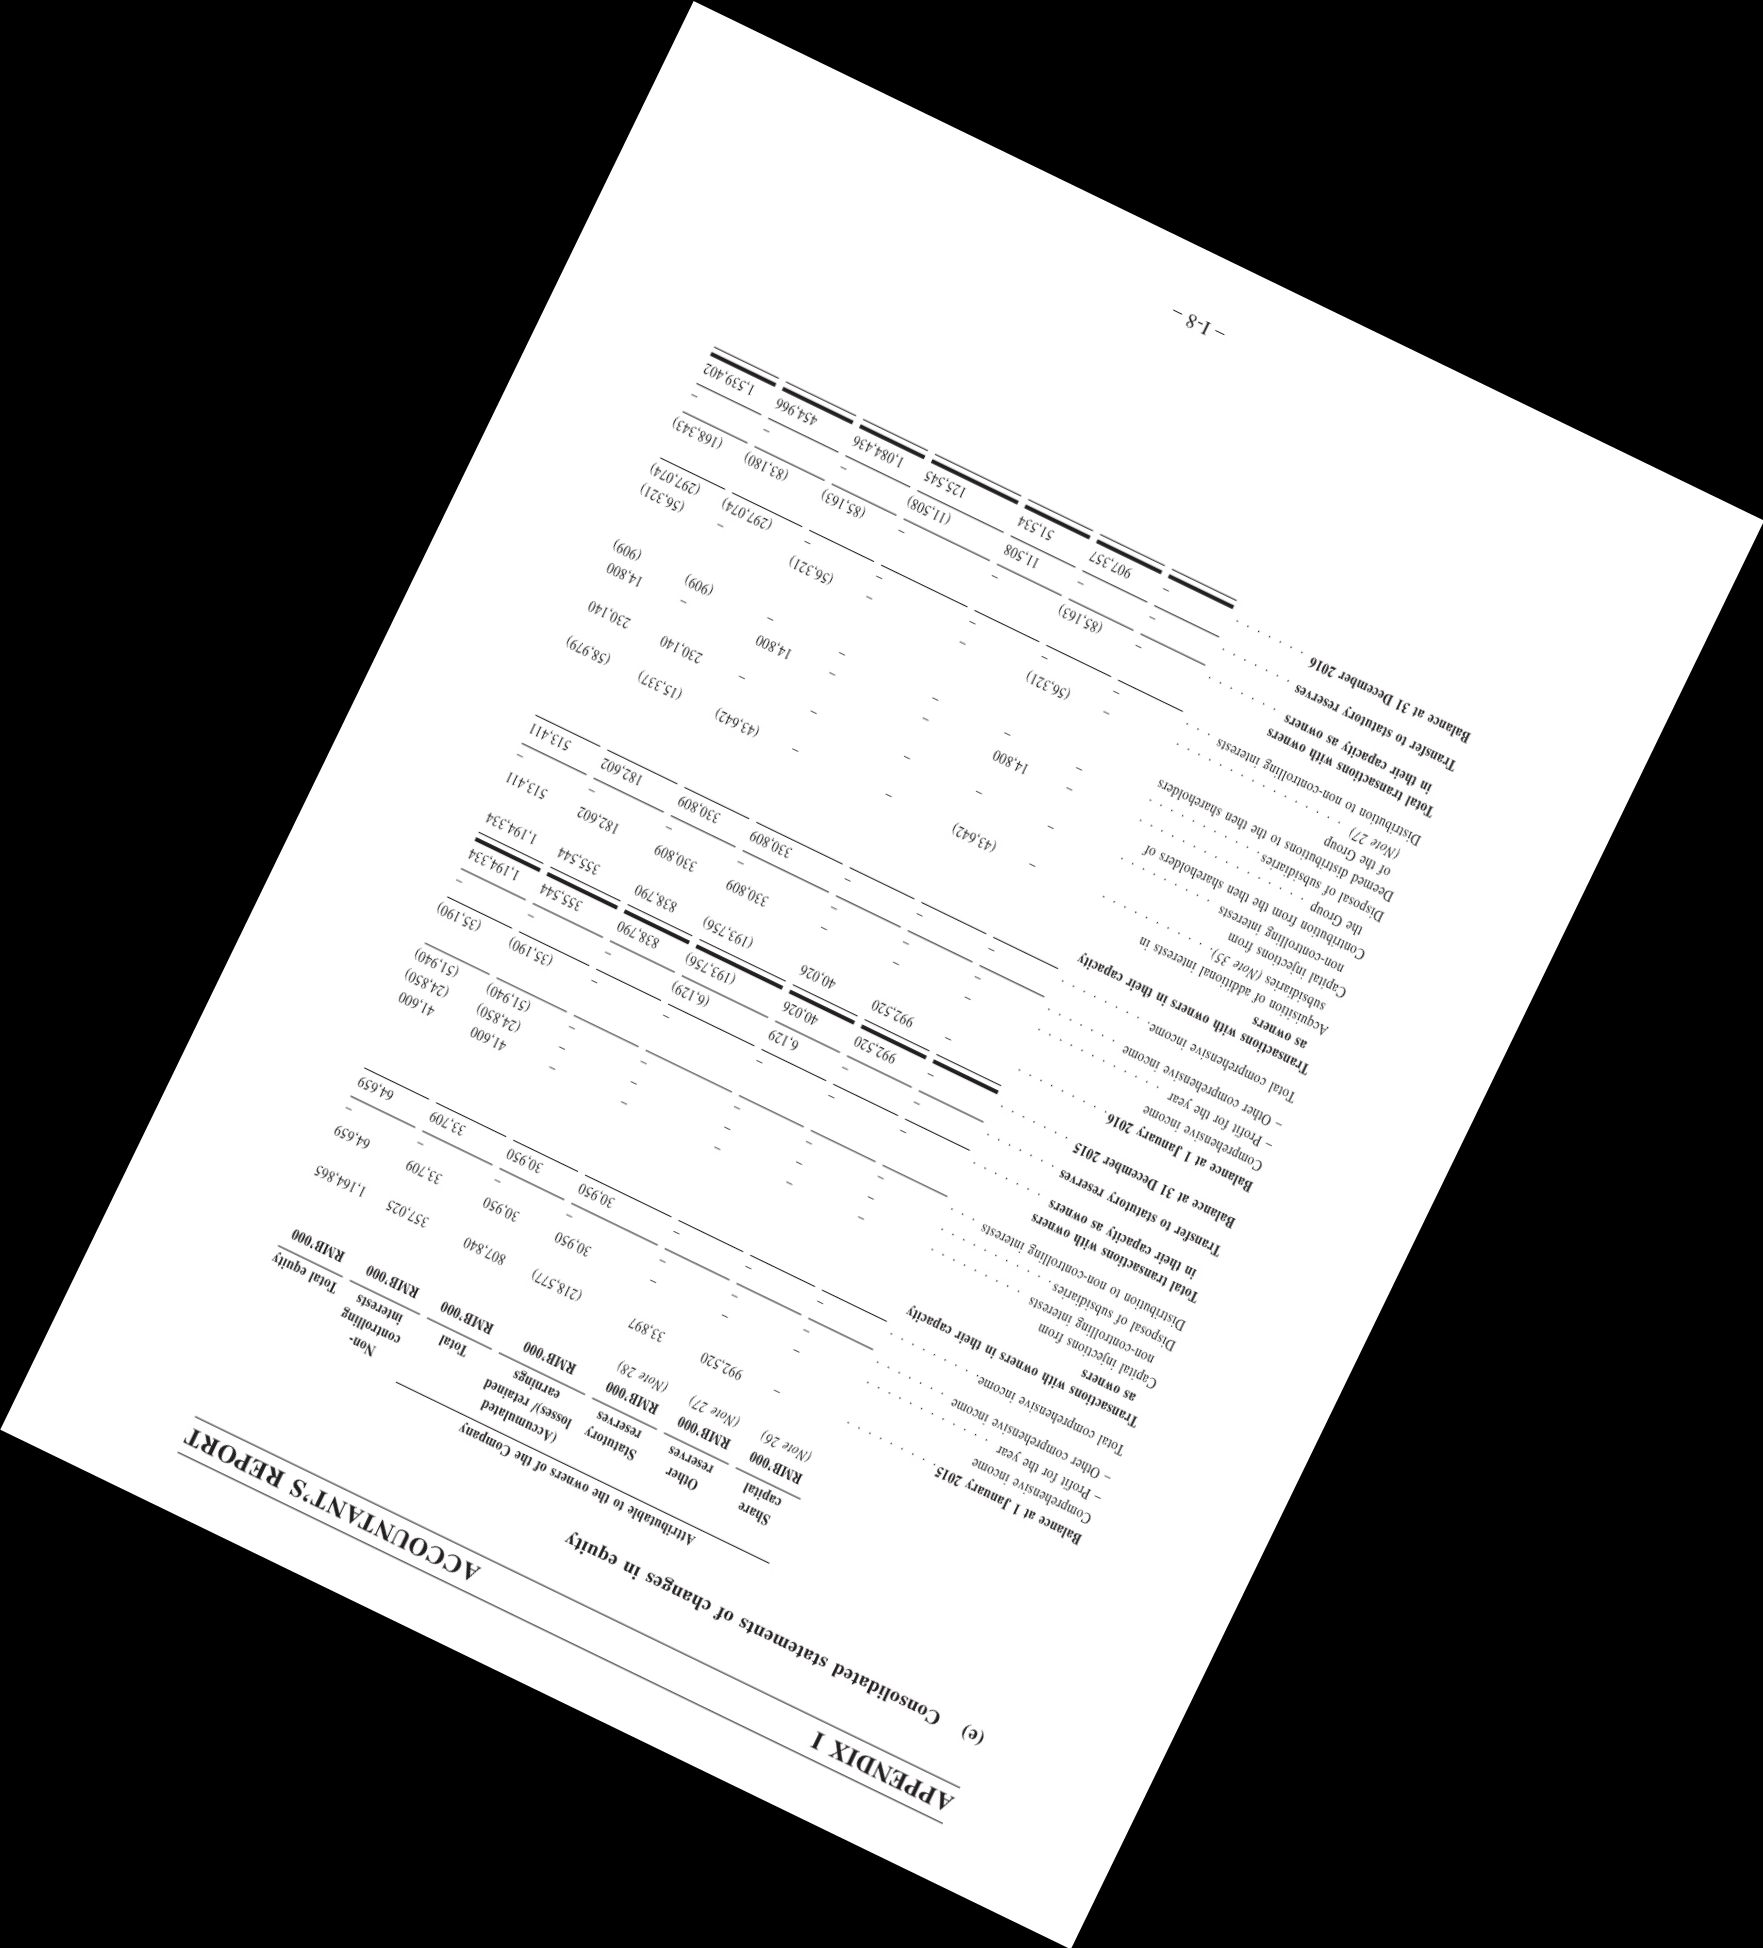 APPENDIX I ACCOUNTANT'S REPORT
(e) Consolidated statements of changes in equity
Attributable to the owners of the Company
Share capital Other reserves Statutory reserves (Accumulated losses)/ retained earnings Total Non-controlling interests Total equity
RMB'000 RMB'000 RMB'000 RMB'000 RMB'000 RMB'000 RMB'000
(Note 26) (Note 27) (Note 28)
Balance at 1 January 2015 . . . . . . . . – 992,520 33,897 (218,577) 807,840 357,025 1,164,865
Comprehensive income
– Profit for the year . . . . . . . . . . . – – – 30,950 30,950 33,709 64,659
– Other comprehensive income . . . . . . – – – – – – –
Total comprehensive income. . . . . . . . – – – 30,950 30,950 33,709 64,659
Transactions with owners in their capacity
as owners
Capital injections from
non-controlling interests . . . . . . . . – – – – – 41,600 41,600
Disposal of subsidiaries . . . . . . . . . . – – – – – (24,850) (24,850)
Distribution to non-controlling interests . . . – – – – – (51,940) (51,940)
Total transactions with owners
in their capacity as owners . . . . . . – – – – – (35,190) (35,190)
Transfer to statutory reserves . . . . . . – – 6,129 (6,129) – – –
Balance at 31 December 2015 . . . . . . – 992,520 40,026 (193,756) 838,790 355,544 1,194,334
Balance at 1 January 2016 . . . . . . . . – 992,520 40,026 (193,756) 838,790 355,544 1,194,334
Comprehensive income
– Profit for the year . . . . . . . . . . . – – – 330,809 330,809 182,602 513,411
– Other comprehensive income . . . . . . – – – – – – –
Total comprehensive income. . . . . . . . – – – 330,809 330,809 182,602 513,411
Transactions with owners in their capacity
as owners
Acquisition of additional interests in
subsidiaries (Note 35). . . . . . . . . . – (43,642) – – (43,642) (15,337) (58,979)
Capital injections from
non-controlling interests . . . . . . . . – – – – – 230,140 230,140
Contribution from the then shareholders of
the Group . . . . . . . . . . . . . . – 14,800 – – 14,800 – 14,800
Disposal of subsidiaries. . . . . . . . . . – – – – – (909) (909)
Deemed distributions to the then shareholders
of the Group
(Note 27) . . . . . . . . . . . . . . – (56,321) – – (56,321) – (56,321)
Distribution to non-controlling interests . . . – – – – – (297,074) (297,074)
Total transactions with owners
in their capacity as owners . . . . . . – (85,163) – – (85,163) (83,180) (168,343)
Transfer to statutory reserves . . . . . . – – 11,508 (11,508) – – –
Balance at 31 December 2016 . . . . . . – 907,357 51,534 125,545 1,084,436 454,966 1,539,402
– I-8 –